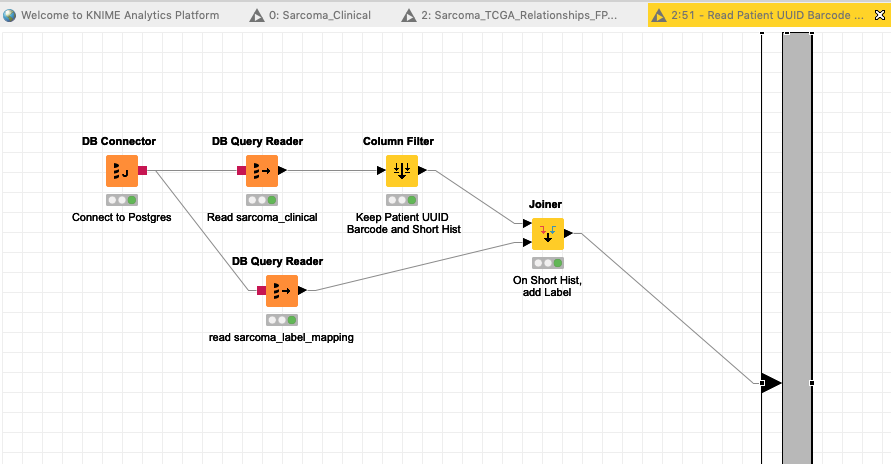 Welcome to KNIME Analytics Platform
0: Sarcoma_Clinical
2: Sarcoma_TCGA_Relationships_FP...
2:51 - Read Patient UUID Barcode ...
DB Connector
DB Query Reader
Column Filter
Connect to Postgres
Read sarcoma_clinical
Keep Patient UUID
Barcode and Short Hist
Joiner
DB Query Reader
On Short Hist,
add Label
read sarcoma_label_mapping